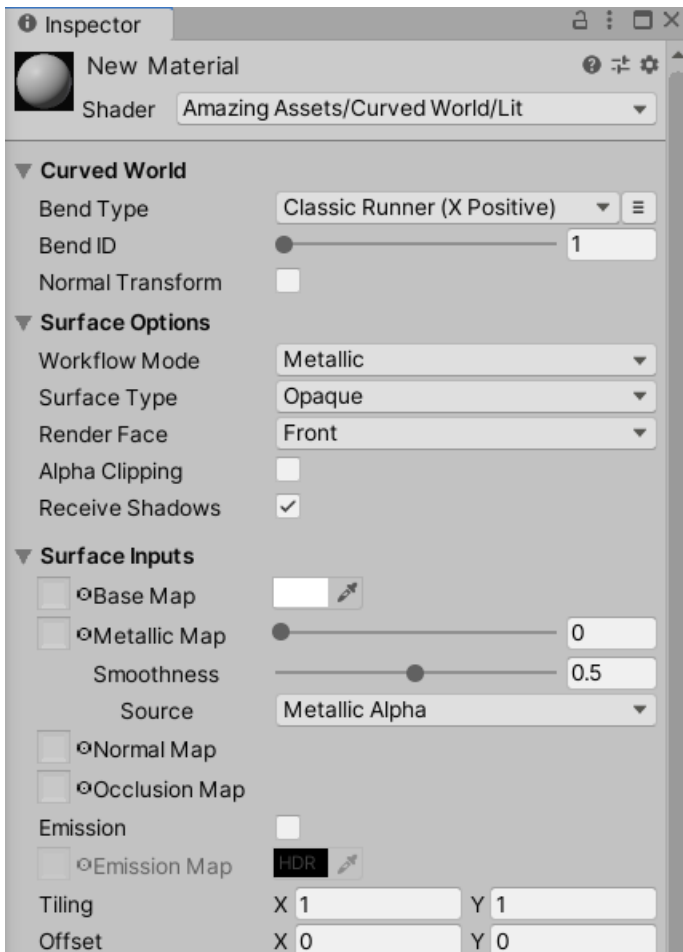 Inspector
New Material
Shader Amazing Assets/Curved World/Lit
Curved World
Bend Type Classic Runner (X Positive)
Bend ID 1
Normal Transform
Surface Options
Workflow Mode Metallic
Surface Type Opaque
Render Face Front
Alpha Clipping
Receive Shadows
Surface Inputs
Base Map
Metallic Map 0
Smoothness 0.5
Source Metallic Alpha
Normal Map
Occlusion Map
Emission
Emission Map HDR
Tiling X 1 Y 1
Offset X 0 Y 0